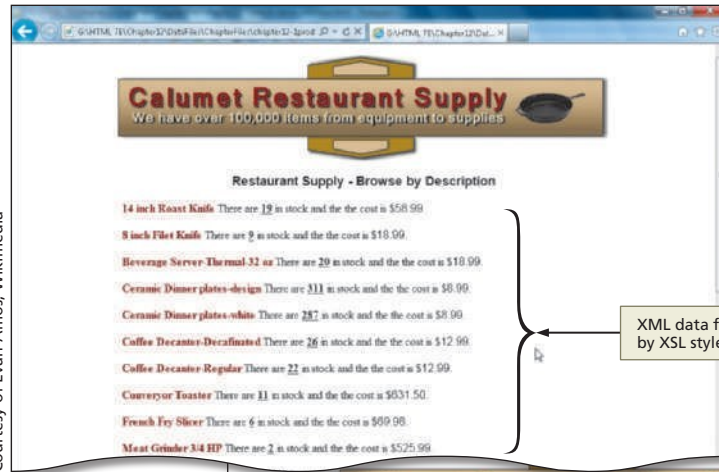 G:\HTML 7E\Chapter12\DataFiles\ChapterFiles\chapter12-1prod
G:\HTML 7E\Chapter12\Dat...
Calumet Restaurant Supply
We have over 100,000 items from equipment to supplies
Restaurant Supply - Browse by Description
14 inch Roast Knife There are 19 in stock and the the cost is $58.99.
8 inch Filet Knife There are 9 in stock and the the cost is $18.99.
Beverage Server-Thermal-32 oz There are 20 in stock and the the cost is $18.99.
Ceramic Dinner plates-design There are 311 in stock and the the cost is $8.99.
Ceramic Dinner plates-white There are 287 in stock and the the cost is $8.99.
Coffee Decanter-Decafinated There are 26 in stock and the the cost is $12.99.
Coffee Decanter-Regular There are 22 in stock and the the cost is $12.99.
Conveyor Toaster There are 11 in stock and the the cost is $631.50.
French Fry Slicer There are 6 in stock and the the cost is $69.98.
Meat Grinder 3/4 HP There are 2 in stock and the the cost is $525.99
XML data f
by XSL style
Courtesy of Evan-Amos, Wikimedia